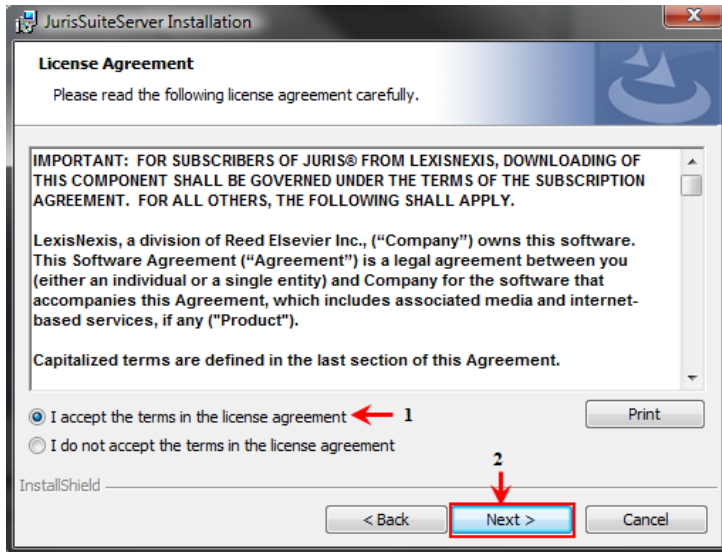 JurisSuiteServer Installation
License Agreement
Please read the following license agreement carefully.
IMPORTANT: FOR SUBSCRIBERS OF JURIS® FROM LEXISNEXIS, DOWNLOADING OF
THIS COMPONENT SHALL BE GOVERNED UNDER THE TERMS OF THE SUBSCRIPTION
AGREEMENT. FOR ALL OTHERS, THE FOLLOWING SHALL APPLY.
LexisNexis, a division of Reed Elsevier Inc., (“Company”) owns this software.
This Software Agreement (“Agreement”) is a legal agreement between you
(either an individual or a single entity) and Company for the software that
accompanies this Agreement, which includes associated media and internet-
based services, if any ("Product").
Capitalized terms are defined in the last section of this Agreement.
I accept the terms in the license agreement 1
Print
I do not accept the terms in the license agreement
2
InstallShield
< Back
Next >
Cancel